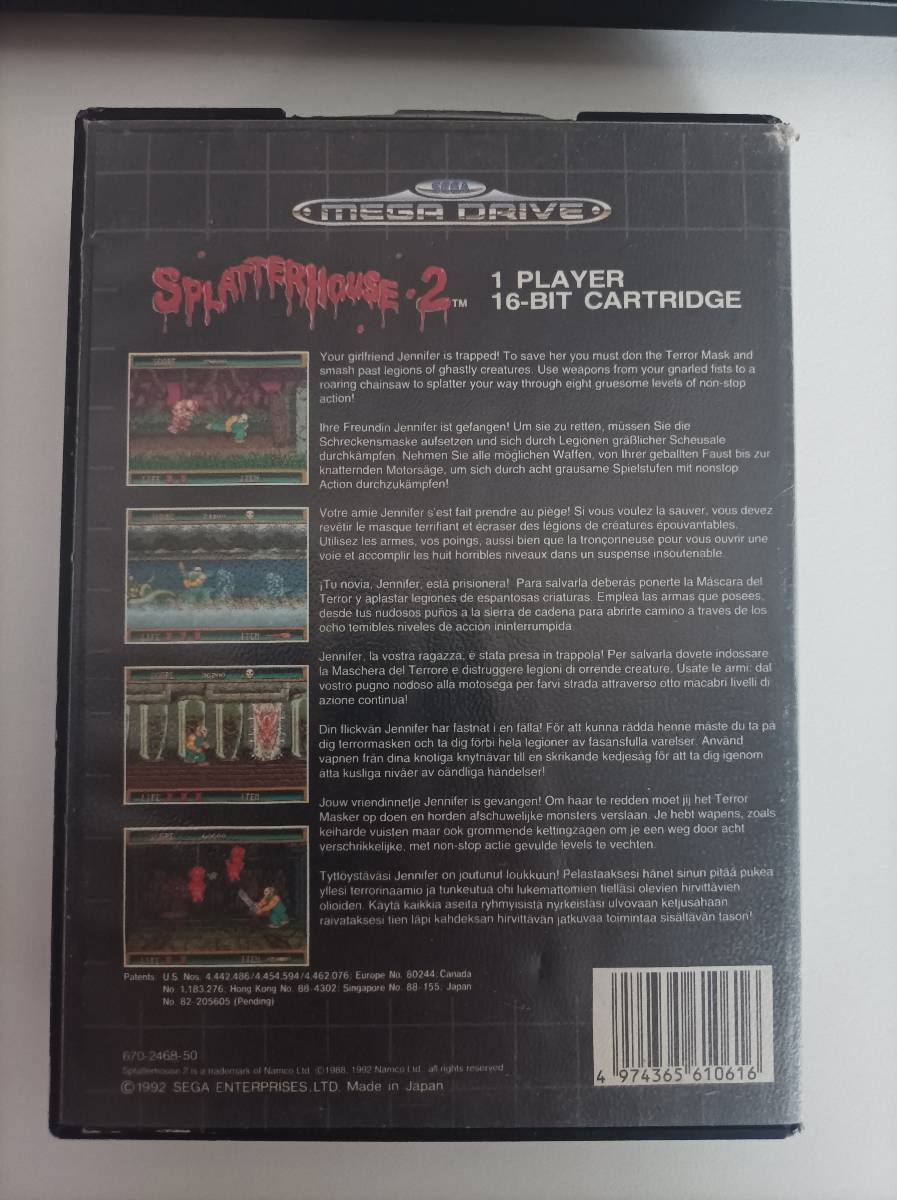 SEGA
MEGA DRIVE
SPLATTERHOUSE·2™
1 PLAYER
16-BIT CARTRIDGE
Your girlfriend Jennifer is trapped! To save her you must don the Terror Mask and
smash past legions of ghastly creatures. Use weapons from your gnarled fists to a
roaring chainsaw to splatter your way through eight gruesome levels of non-stop
action!
Ihre Freundin Jennifer ist gefangen! Um sie zu retten, müssen Sie die
Schreckensmaske aufsetzen und sich durch Legionen gräßlicher Scheusale
durchkämpfen. Nehmen Sie alle möglichen Waffen, von Ihrer geballten Faust bis zur
knatternden Motorsäge, um sich durch acht grausame Spielstufen mit nonstop
Action durchzukämpfen!
Votre amie Jennifer s'est fait prendre au piège! Si vous voulez la sauver, vous devez
revêtir le masque terrifiant et écraser des légions de créatures épouvantables.
Utilisez les armes, vos poings, aussi bien que la tronçonneuse pour vous ouvrir une
voie et accomplir les huit horribles niveaux dans un suspense insoutenable.
¡Tu novia, Jennifer, está prisionera! Para salvarla deberás ponerte la Máscara del
Terror y aplastar legiones de espantosas criaturas. Emplea las armas que posees,
desde tus nudosos puños a la sierra de cadena para abrirte camino a través de los
ocho temibles niveles de acción ininterrumpida.
Jennifer, la vostra ragazza, è stata presa in trappola! Per salvarla dovete indossare
la Maschera del Terrore e distruggere legioni di orrende creature. Usate le armi: dal
vostro pugno nodoso alla motosega per farvi strada attraverso otto macabri livelli di
azione continua!
Din flickvän Jennifer har fastnat i en fälla! För att kunna rädda henne måste du ta på
dig terrormasken och ta dig förbi hela legioner av fasansfulla varelser. Använd
vapnen från dina knotiga knytnävar till en skrikande kedjesåg för att ta dig igenom
åtta kusliga nivåer av oändliga händelser!
Jouw vriendinnetje Jennifer is gevangen! Om haar te redden moet jij het Terror
Masker op doen en horden afschuwelijke monsters verslaan. Je hebt wapens, zoals
keiharde vuisten maar ook grommende kettingzagen om je een weg door acht
verschrikkelijke, met non-stop actie gevulde levels te vechten.
Tyttöystäväsi Jennifer on joutunut loukkuun! Pelastaaksesi hänet sinun pitää pukea
yllesi terrorinaamio ja tunkeutua ohi lukemattomien tielläsi olevien hirvittävien
olioiden. Käytä kaikkia aseita ryhmyisistä nyrkeistäsi ulvovaan ketjusahaan
raivataksesi tien läpi kahdeksan hirvittävän jatkuvaa toimintaa sisältävän tason!
Patents: U.S. Nos. 4,442,486/4,454,594/4,462,076; Europe No. 80244; Canada
No. 1,183,276; Hong Kong No. 88-4302; Singapore No. 88-155; Japan
No. 82-205605 (Pending)
670-2468-50
Splatterhouse 2 is a trademark of Namco Ltd. ©1988, 1992 Namco Ltd. all rights reserved
©1992 SEGA ENTERPRISES,LTD. Made in Japan
4 974365 610616